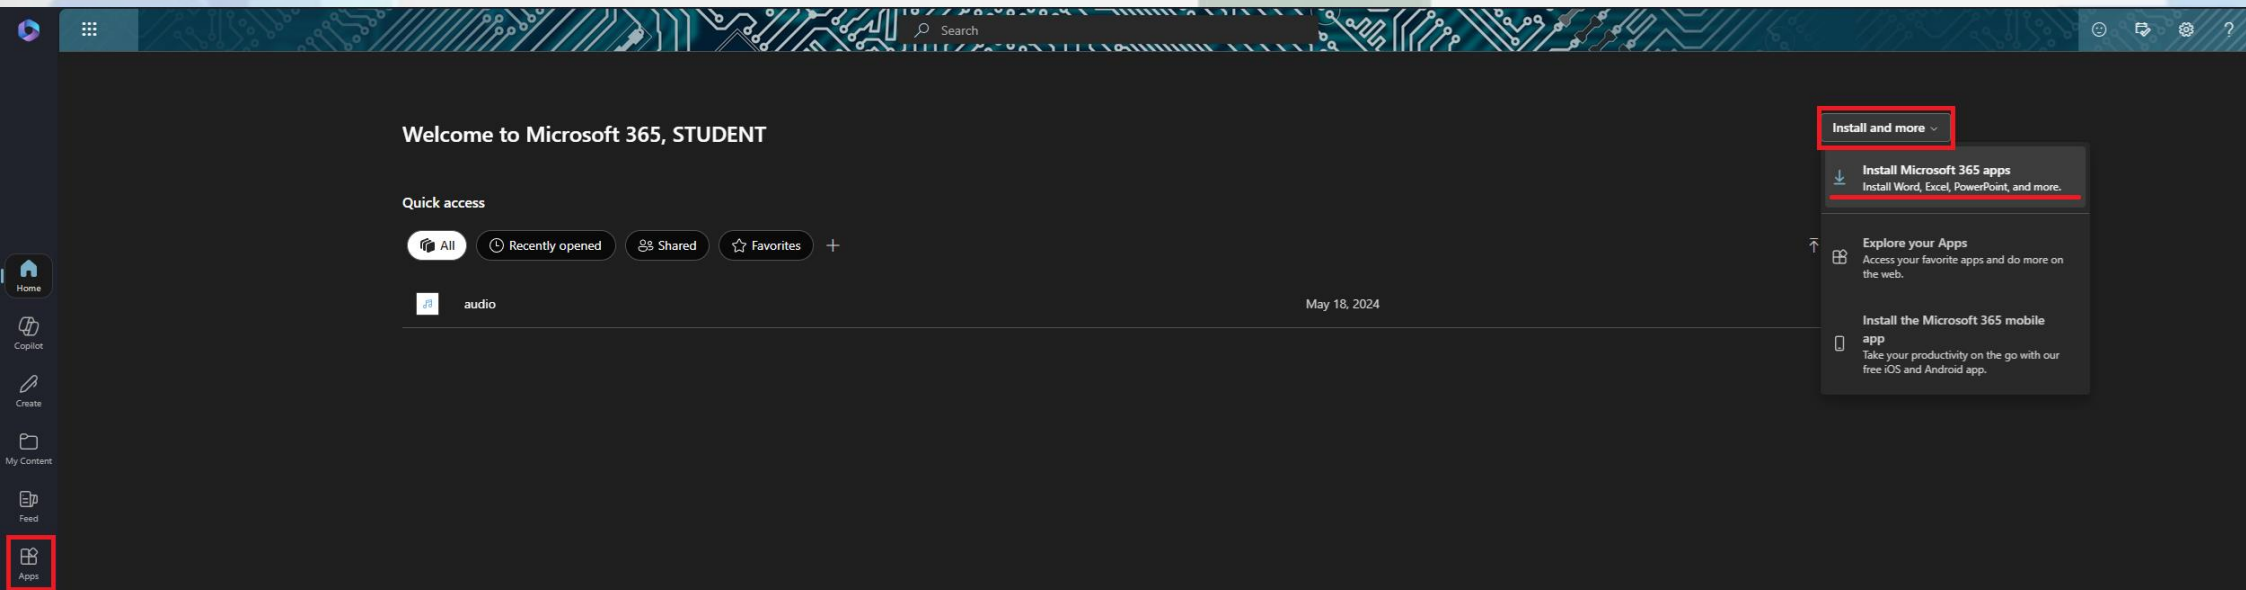 Search
?
Welcome to Microsoft 365, STUDENT
Install and more
Install Microsoft 365 apps
Install Word, Excel, PowerPoint, and more.
Quick access
All
Recently opened
Shared
Favorites
+
Explore your Apps
Access your favorite apps and do more on
the web.
audio
May 18, 2024
Install the Microsoft 365 mobile
app
Take your productivity on the go with our
free iOS and Android app.
Home
Copilot
Create
My Content
Feed
Apps